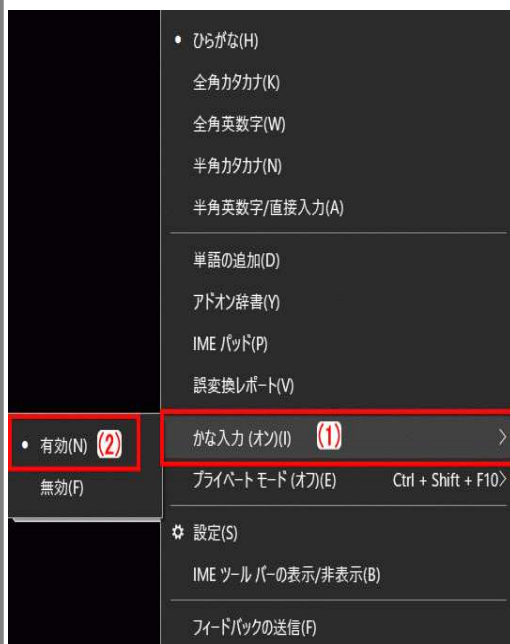 ひらがな(H)
全角カタカナ(K)
全角英数字(W)
半角カタカナ(N)
半角英数字/直接入力(A)
単語の追加(D)
アドオン辞書(Y)
IME パッド(P)
誤変換レポート(V)
かな入力 (オン)(I) (1)
有効(N) (2)
無効(F)
プライベート モード (オフ)(E) Ctrl + Shift + F10
設定(S)
IME ツール バーの表示/非表示(B)
フィードバックの送信(F)